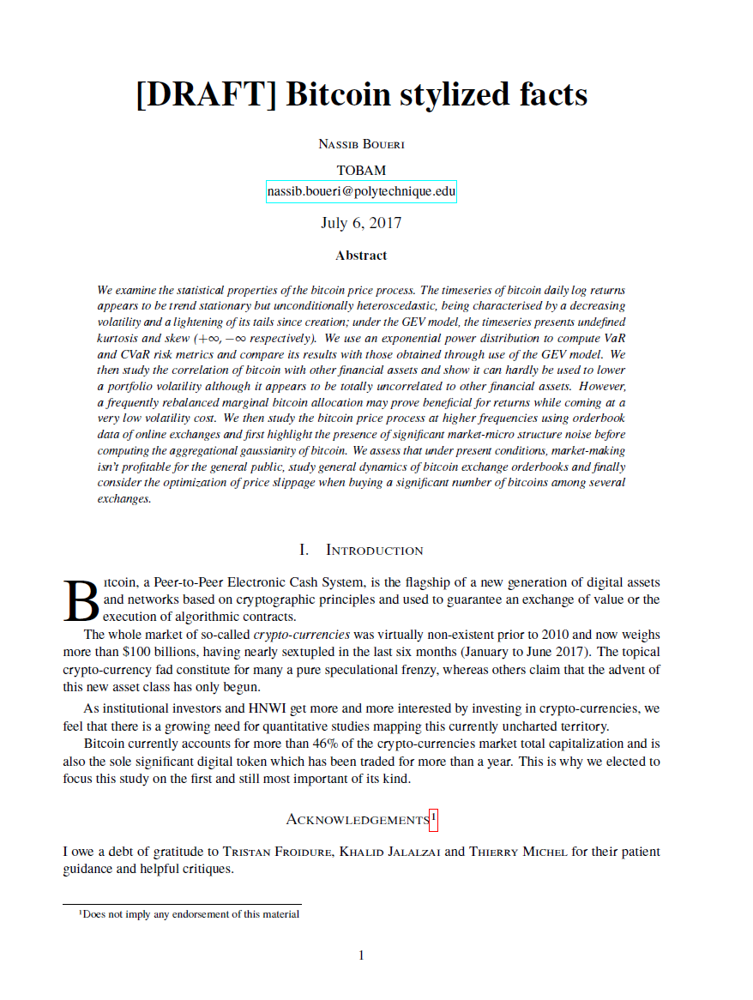 [DRAFT] Bitcoin stylized facts
Nassib Boueri
TOBAM
nassib.boueri@polytechnique.edu
July 6, 2017
Abstract
We examine the statistical properties of the bitcoin price process. The timeseries of bitcoin daily log returns
appears to be trend stationary but unconditionally heteroscedastic, being characterised by a decreasing
volatility and a lightening of its tails since creation; under the GEV model, the timeseries presents undefined
kurtosis and skew (+∞, −∞ respectively). We use an exponential power distribution to compute VaR
and CVaR risk metrics and compare its results with those obtained through use of the GEV model. We
then study the correlation of bitcoin with other financial assets and show it can hardly be used to lower
a portfolio volatility although it appears to be totally uncorrelated to other financial assets. However,
a frequently rebalanced marginal bitcoin allocation may prove beneficial for returns while coming at a
very low volatility cost. We then study the bitcoin price process at higher frequencies using orderbook
data of online exchanges and first highlight the presence of significant market-micro structure noise before
computing the aggregational gaussianity of bitcoin. We assess that under present conditions, market-making
isn't profitable for the general public, study general dynamics of bitcoin exchange orderbooks and finally
consider the optimization of price slippage when buying a significant number of bitcoins among several
exchanges.
I. Introduction
Bitcoin, a Peer-to-Peer Electronic Cash System, is the flagship of a new generation of digital assets
and networks based on cryptographic principles and used to guarantee an exchange of value or the
execution of algorithmic contracts.
The whole market of so-called crypto-currencies was virtually non-existent prior to 2010 and now weighs
more than $100 billions, having nearly sextupled in the last six months (January to June 2017). The topical
crypto-currency fad constitute for many a pure speculational frenzy, whereas others claim that the advent of
this new asset class has only begun.
As institutional investors and HNWI get more and more interested by investing in crypto-currencies, we
feel that there is a growing need for quantitative studies mapping this currently uncharted territory.
Bitcoin currently accounts for more than 46% of the crypto-currencies market total capitalization and is
also the sole significant digital token which has been traded for more than a year. This is why we elected to
focus this study on the first and still most important of its kind.
Acknowledgements¹
I owe a debt of gratitude to Tristan Froidure, Khalid Jalalzai and Thierry Michel for their patient
guidance and helpful critiques.
¹Does not imply any endorsement of this material
1